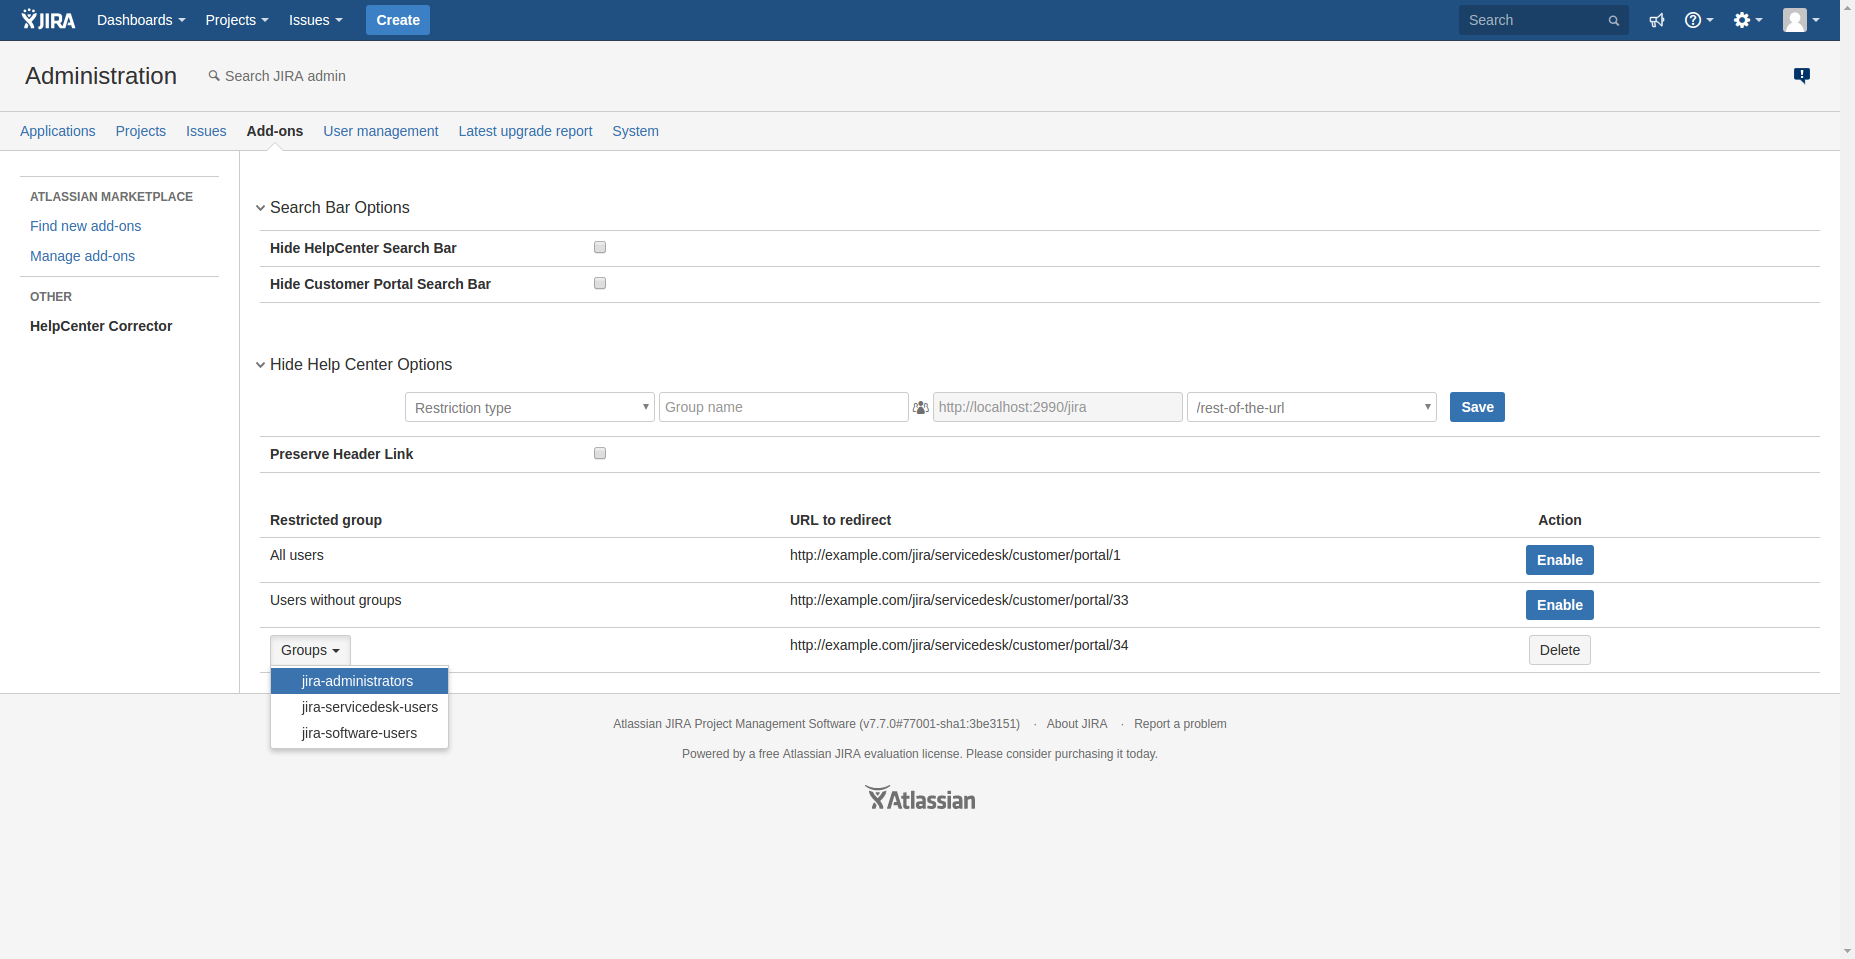 JIRA Dashboards Projects Issues Create Search
Administration Search JIRA admin
Applications Projects Issues Add-ons User management Latest upgrade report System
ATLASSIAN MARKETPLACE
Find new add-ons
Manage add-ons
OTHER
HelpCenter Corrector
Search Bar Options
Hide HelpCenter Search Bar
Hide Customer Portal Search Bar
Hide Help Center Options
Restriction type Group name http://localhost:2990/jira /rest-of-the-url Save
Preserve Header Link
Restricted group URL to redirect Action
All users http://example.com/jira/servicedesk/customer/portal/1 Enable
Users without groups http://example.com/jira/servicedesk/customer/portal/33 Enable
Groups http://example.com/jira/servicedesk/customer/portal/34 Delete
jira-administrators
jira-servicedesk-users
jira-software-users
Atlassian JIRA Project Management Software (v7.7.0#77001-sha1:3be3151) · About JIRA · Report a problem
Powered by a free Atlassian JIRA evaluation license. Please consider purchasing it today.
Atlassian